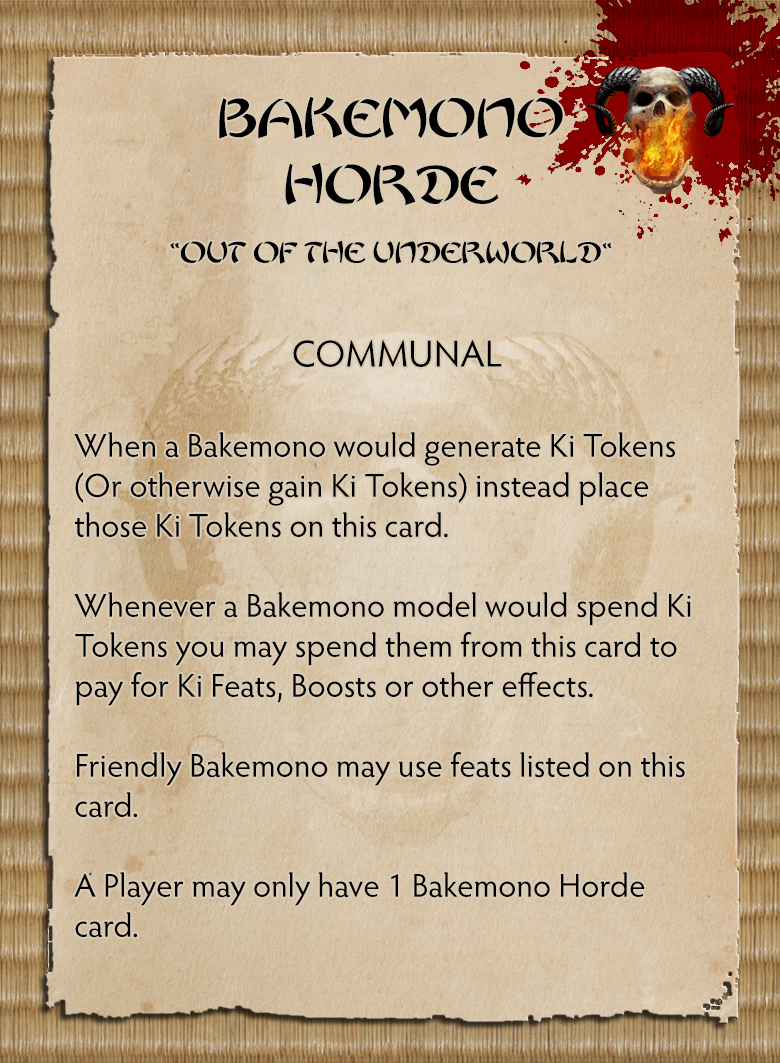 BAKEMONO
HORDE
"OUT OF THE UNDERWORLD"
COMMUNAL
When a Bakemono would generate Ki Tokens
(Or otherwise gain Ki Tokens) instead place
those Ki Tokens on this card.
Whenever a Bakemono model would spend Ki
Tokens you may spend them from this card to
pay for Ki Feats, Boosts or other effects.
Friendly Bakemono may use feats listed on this
card.
A Player may only have 1 Bakemono Horde
card.